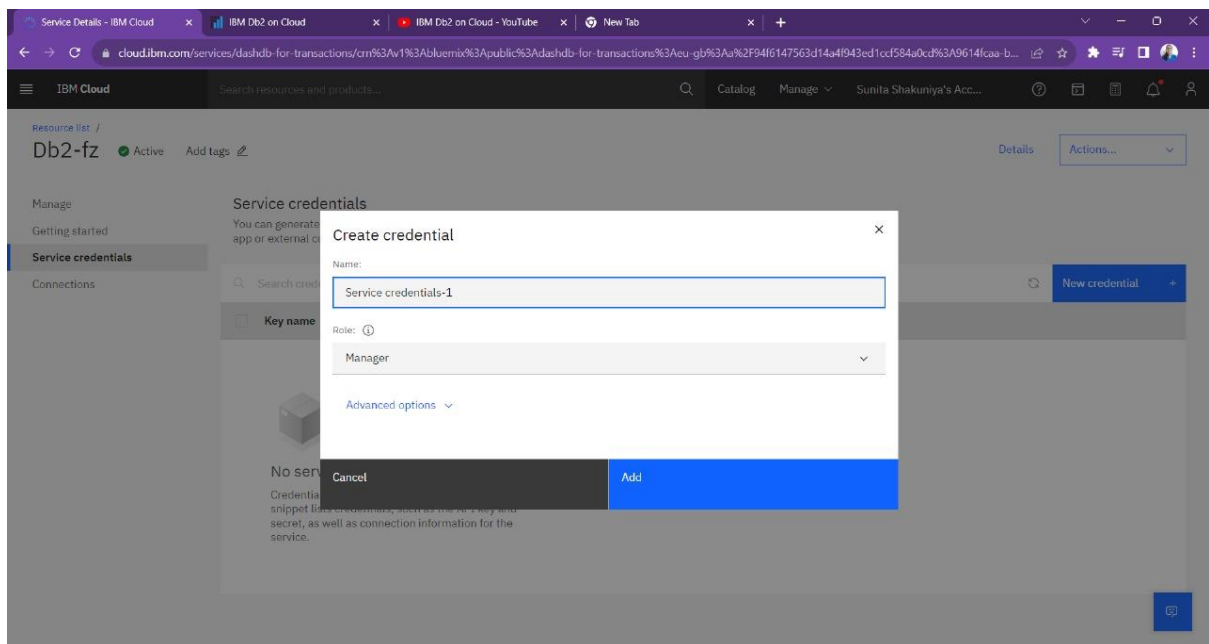 Service Details - IBM Cloud
IBM Db2 on Cloud
IBM Db2 on Cloud - YouTube
New Tab
cloud.ibm.com/services/dashdb-for-transactions/crn%3Av1%3Abluemix%3Apublic%3Adashdb-for-transactions%3Aeu-gb%3Aa%2F94f6147563d14a4f943ed1ccf584a0cd%3A9614fcaa-b...
IBM Cloud
Search resources and products...
Catalog
Manage
Sunita Shakuniya's Acc...
Resource list /
Db2-fz
Active
Add tags
Details
Actions...
Manage
Getting started
Service credentials
Connections
Service credentials
You can generate
app or external c
Search cred
New credential +
Key name
Create credential
Name:
Service credentials-1
Role:
Manager
Advanced options
Cancel
Add
No serv
Credentia
snippet lists credentials, such as the API key and
secret, as well as connection information for the
service.